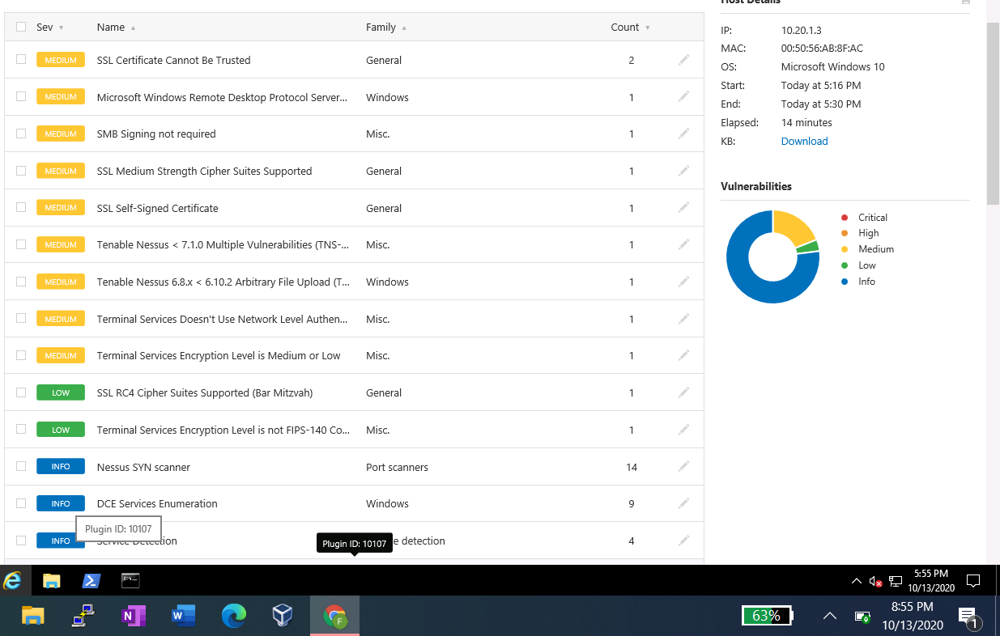 Host Details
Sev Name Family Count
MEDIUM SSL Certificate Cannot Be Trusted General 2
MEDIUM Microsoft Windows Remote Desktop Protocol Server... Windows 1
MEDIUM SMB Signing not required Misc. 1
MEDIUM SSL Medium Strength Cipher Suites Supported General 1
MEDIUM SSL Self-Signed Certificate General 1
MEDIUM Tenable Nessus < 7.1.0 Multiple Vulnerabilities (TNS-... Misc. 1
MEDIUM Tenable Nessus 6.8.x < 6.10.2 Arbitrary File Upload (T... Windows 1
MEDIUM Terminal Services Doesn't Use Network Level Authen... Misc. 1
MEDIUM Terminal Services Encryption Level is Medium or Low Misc. 1
LOW SSL RC4 Cipher Suites Supported (Bar Mitzvah) General 1
LOW Terminal Services Encryption Level is not FIPS-140 Co... Misc. 1
INFO Nessus SYN scanner Port scanners 14
INFO DCE Services Enumeration Windows 9
Plugin ID: 10107
INFO Service Detection e detection 4
Plugin ID: 10107
IP: 10.20.1.3
MAC: 00:50:56:AB:8F:AC
OS: Microsoft Windows 10
Start: Today at 5:16 PM
End: Today at 5:30 PM
Elapsed: 14 minutes
KB: Download
Vulnerabilities
Critical
High
Medium
Low
Info
5:55 PM
10/13/2020
63%
8:55 PM
10/13/2020
1